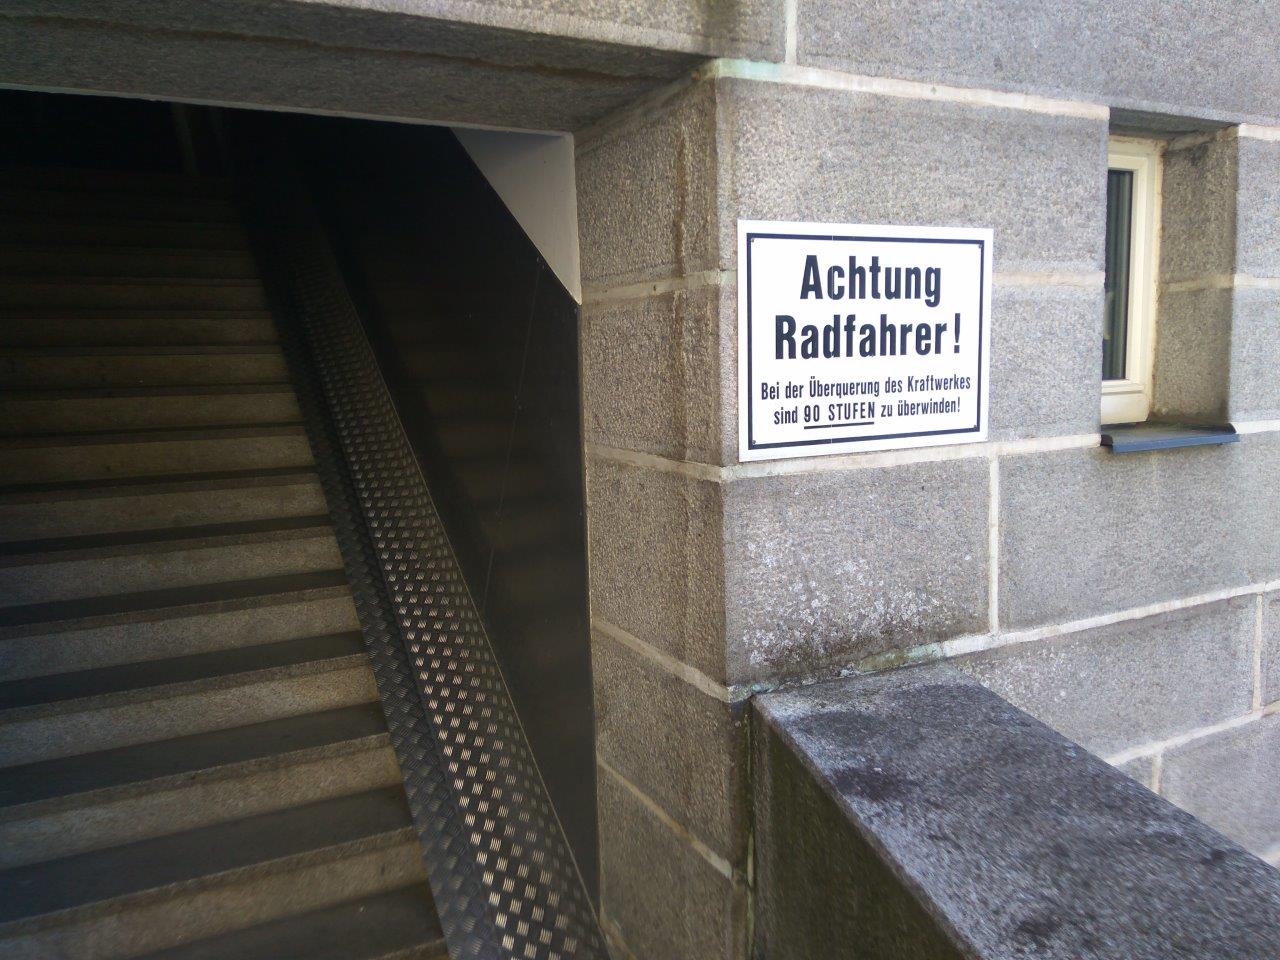 Achtung
Radfahrer!
Bei der Überquerung des Kraftwerkes
sind 90 STUFEN zu überwinden!